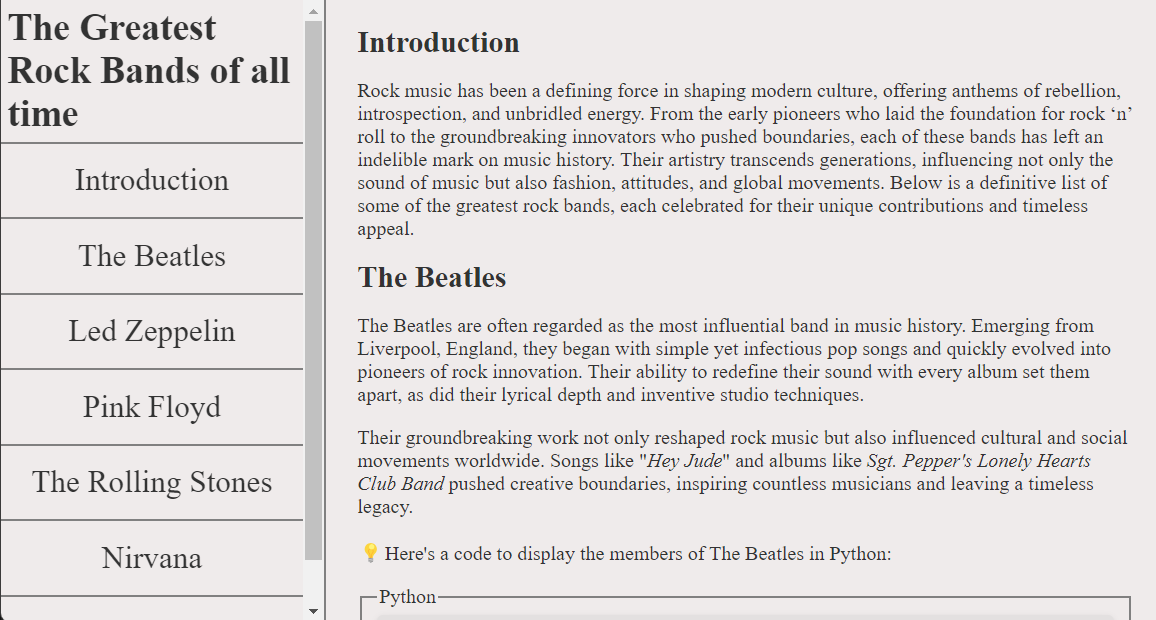 The Greatest
Rock Bands of all
time
Introduction
The Beatles
Led Zeppelin
Pink Floyd
The Rolling Stones
Nirvana
Introduction
Rock music has been a defining force in shaping modern culture, offering anthems of rebellion,
introspection, and unbridled energy. From the early pioneers who laid the foundation for rock ‘n’
roll to the groundbreaking innovators who pushed boundaries, each of these bands has left an
indelible mark on music history. Their artistry transcends generations, influencing not only the
sound of music but also fashion, attitudes, and global movements. Below is a definitive list of
some of the greatest rock bands, each celebrated for their unique contributions and timeless
appeal.
The Beatles
The Beatles are often regarded as the most influential band in music history. Emerging from
Liverpool, England, they began with simple yet infectious pop songs and quickly evolved into
pioneers of rock innovation. Their ability to redefine their sound with every album set them
apart, as did their lyrical depth and inventive studio techniques.
Their groundbreaking work not only reshaped rock music but also influenced cultural and social
movements worldwide. Songs like "Hey Jude" and albums like Sgt. Pepper's Lonely Hearts
Club Band pushed creative boundaries, inspiring countless musicians and leaving a timeless
legacy.
💡 Here's a code to display the members of The Beatles in Python:
Python